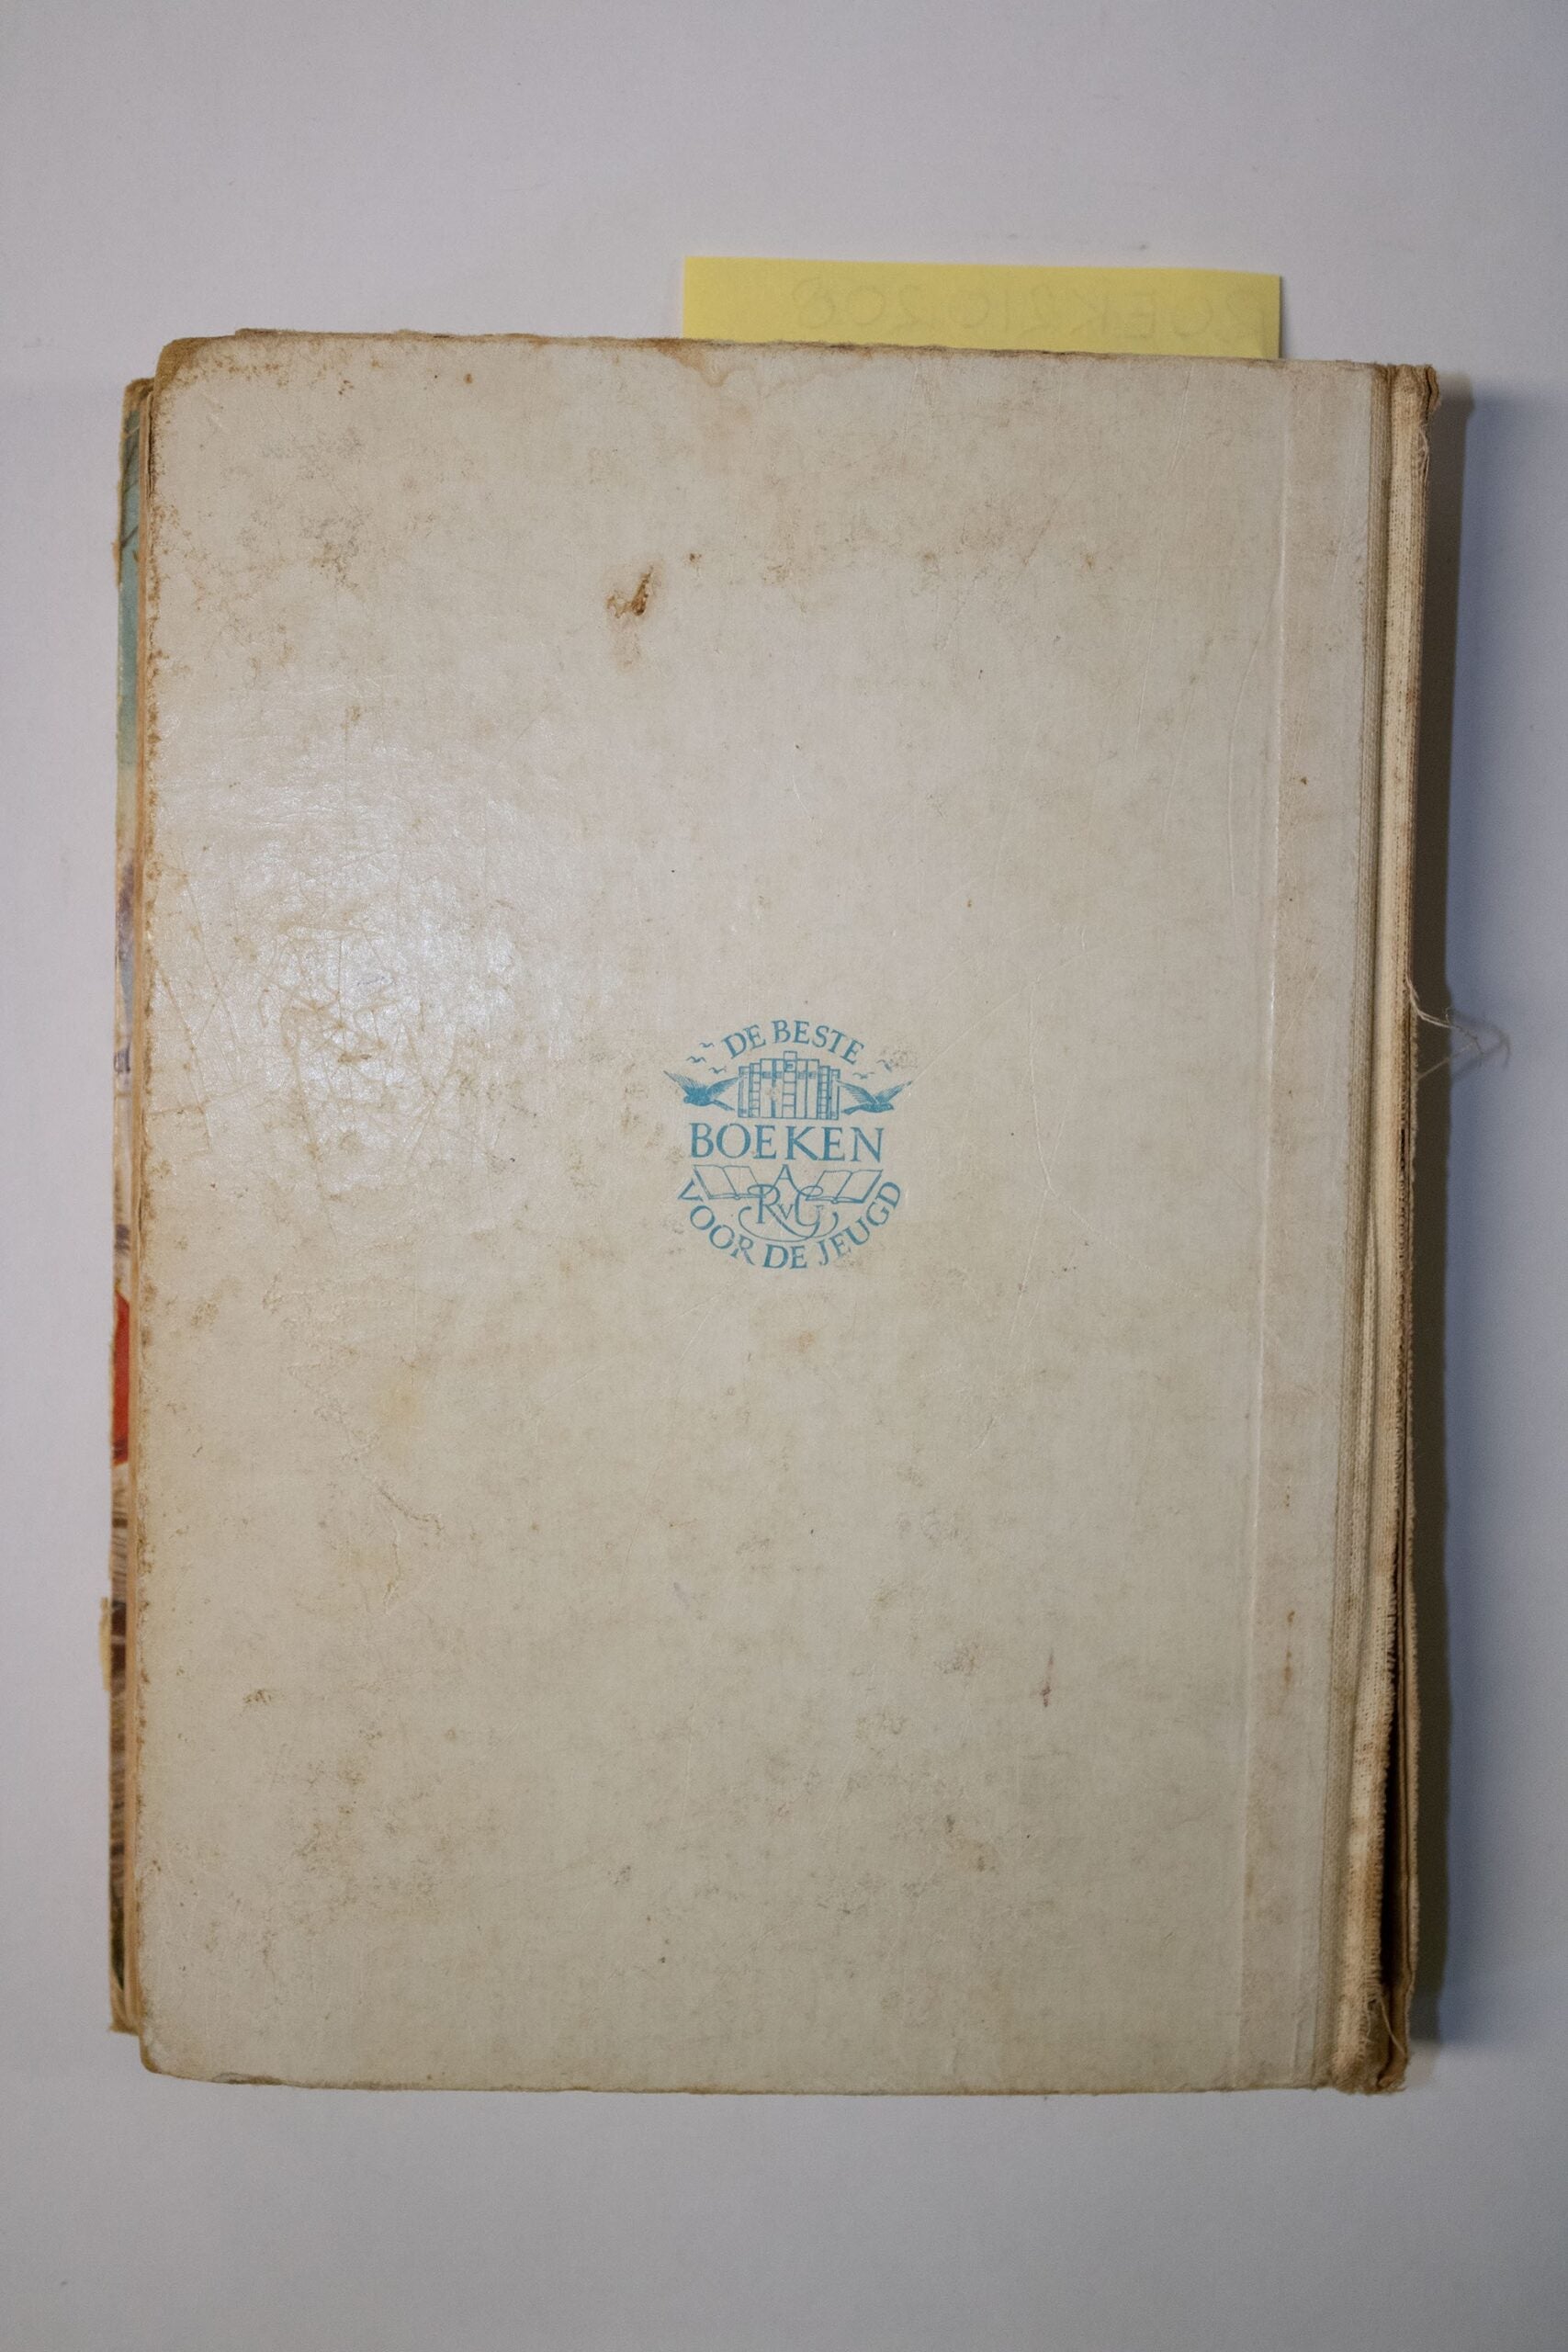 DE BESTE
BOEKEN
A
RvG
VOOR DE JEUGD